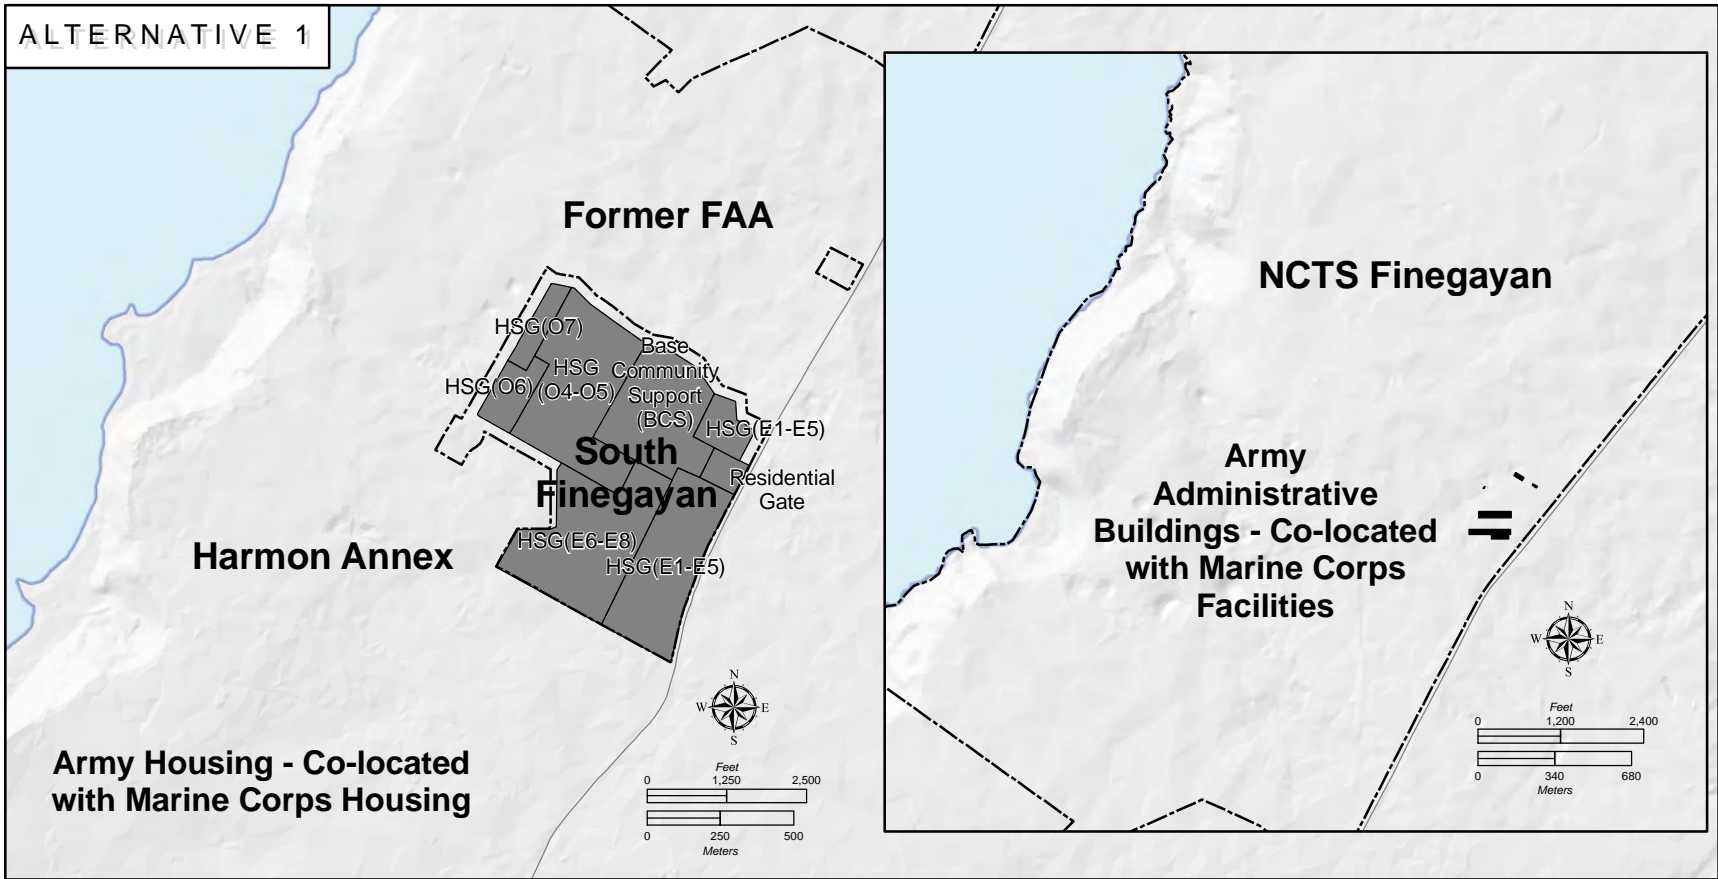 ALTERNATIVE 1
Former FAA
HSG(O7)
HSG(O6)
HSG
(O4-O5)
Base
Community
Support
(BCS)
HSG(E1-E5)
South
Finegayan
Residential
Gate
HSG(E6-E8)
HSG(E1-E5)
Harmon Annex
Army Housing - Co-located
with Marine Corps Housing
N
W E
S
Feet
0 1,250 2,500
0 250 500
Meters
NCTS Finegayan
Army
Administrative
Buildings - Co-located
with Marine Corps
Facilities
N
W E
S
Feet
0 1,200 2,400
0 340 680
Meters